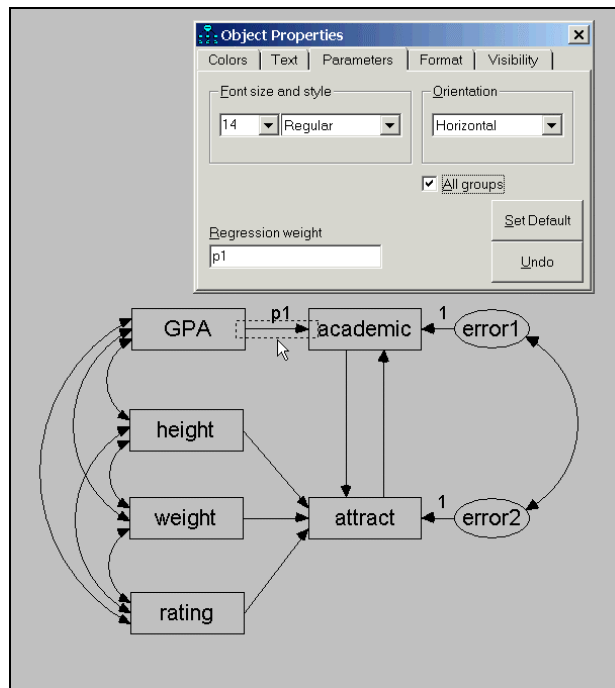 Object Properties
Colors Text Parameters Format Visibility
Font size and style
Orientation
14 Regular
Horizontal
All groups
Set Default
Regression weight
p1
Undo
p1
1
GPA academic error1
height
1
weight attract error2
rating